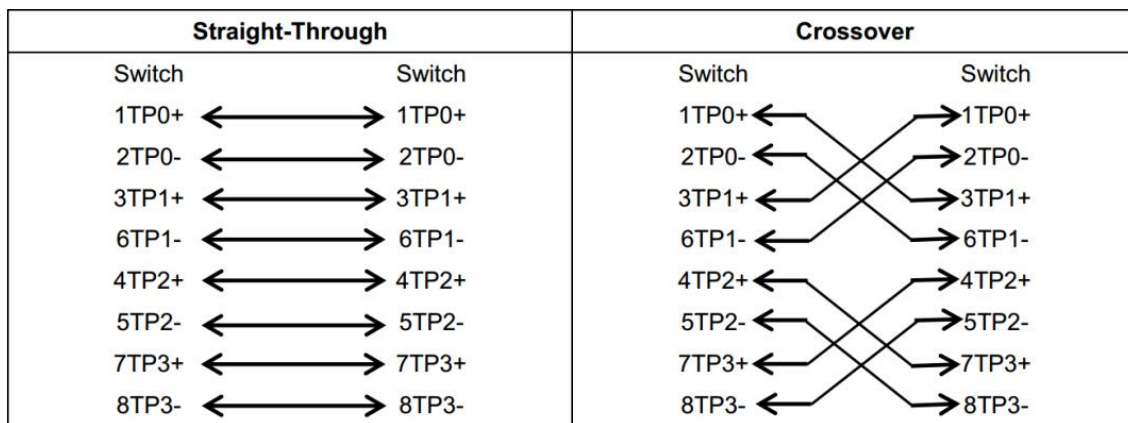 Straight-Through Crossover
Switch Switch Switch Switch
1TP0+ 1TP0+ 1TP0+ 1TP0+
2TP0- 2TP0- 2TP0- 2TP0-
3TP1+ 3TP1+ 3TP1+ 3TP1+
6TP1- 6TP1- 6TP1- 6TP1-
4TP2+ 4TP2+ 4TP2+ 4TP2+
5TP2- 5TP2- 5TP2- 5TP2-
7TP3+ 7TP3+ 7TP3+ 7TP3+
8TP3- 8TP3- 8TP3- 8TP3-